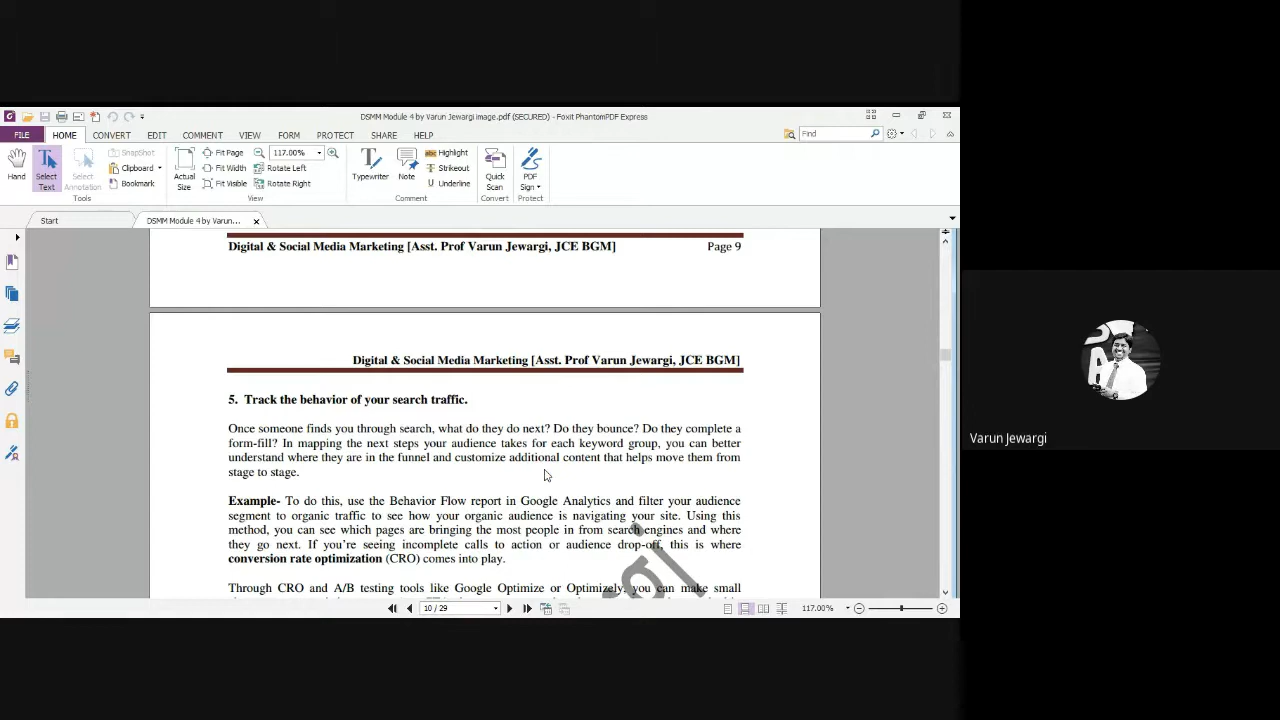 DSMM Module 4 by Varun Jewargi image.pdf (SECURED) - Foxit PhantomPDF Express
FILE HOME CONVERT EDIT COMMENT VIEW FORM PROTECT SHARE HELP
Find
Hand
Select Text
Select Annotation
SnapShot
Clipboard
Bookmark
Tools
Actual Size
Fit Page
Fit Width
Fit Visible
117.00%
Rotate Left
Rotate Right
View
Typewriter
Note
Highlight
Strikeout
Underline
Comment
Quick Scan
Convert
PDF Sign
Protect
Start
DSMM Module 4 by Varun...
Digital & Social Media Marketing [Asst. Prof Varun Jewargi, JCE BGM] Page 9
Digital & Social Media Marketing [Asst. Prof Varun Jewargi, JCE BGM]
5. Track the behavior of your search traffic.
Once someone finds you through search, what do they do next? Do they bounce? Do they complete a
form-fill? In mapping the next steps your audience takes for each keyword group, you can better
understand where they are in the funnel and customize additional content that helps move them from
stage to stage.
Example- To do this, use the Behavior Flow report in Google Analytics and filter your audience
segment to organic traffic to see how your organic audience is navigating your site. Using this
method, you can see which pages are bringing the most people in from search engines and where
they go next. If you're seeing incomplete calls to action or audience drop-off, this is where
conversion rate optimization (CRO) comes into play.
Through CRO and A/B testing tools like Google Optimize or Optimizely, you can make small
10 / 29
117.00%
Varun Jewargi